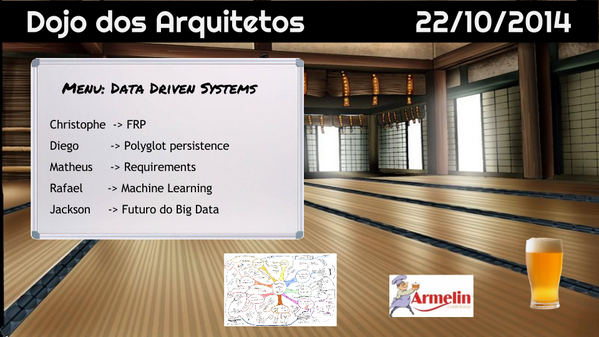 Dojo dos Arquitetos 22/10/2014
Menu: Data Driven Systems
Christophe -> FRP
Diego -> Polyglot persistence
Matheus -> Requirements
Rafael -> Machine Learning
Jackson -> Futuro do Big Data
Armelin